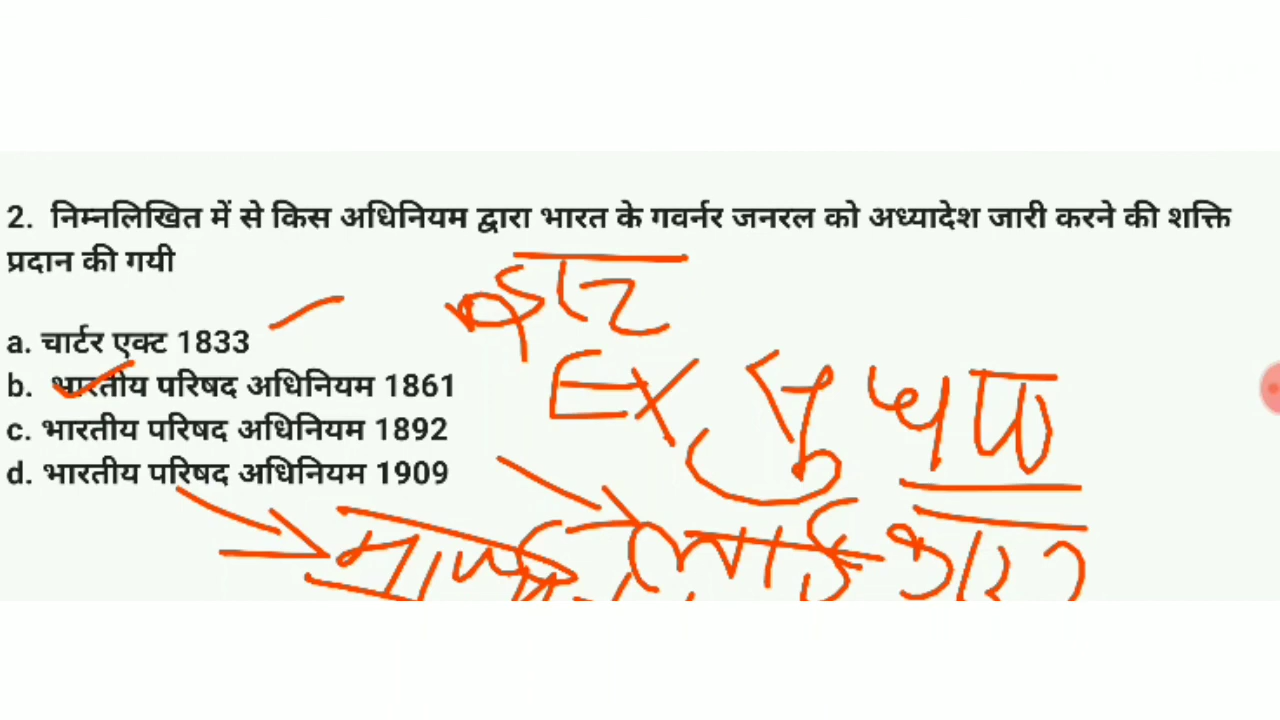 2. निम्नलिखित में से किस अधिनियम द्वारा भारत के गवर्नर जनरल को अध्यादेश जारी करने की शक्ति
प्रदान की गयी
a. चार्टर एक्ट 1833
b. भारतीय परिषद अधिनियम 1861
c. भारतीय परिषद अधिनियम 1892
d. भारतीय परिषद अधिनियम 1909
Ex